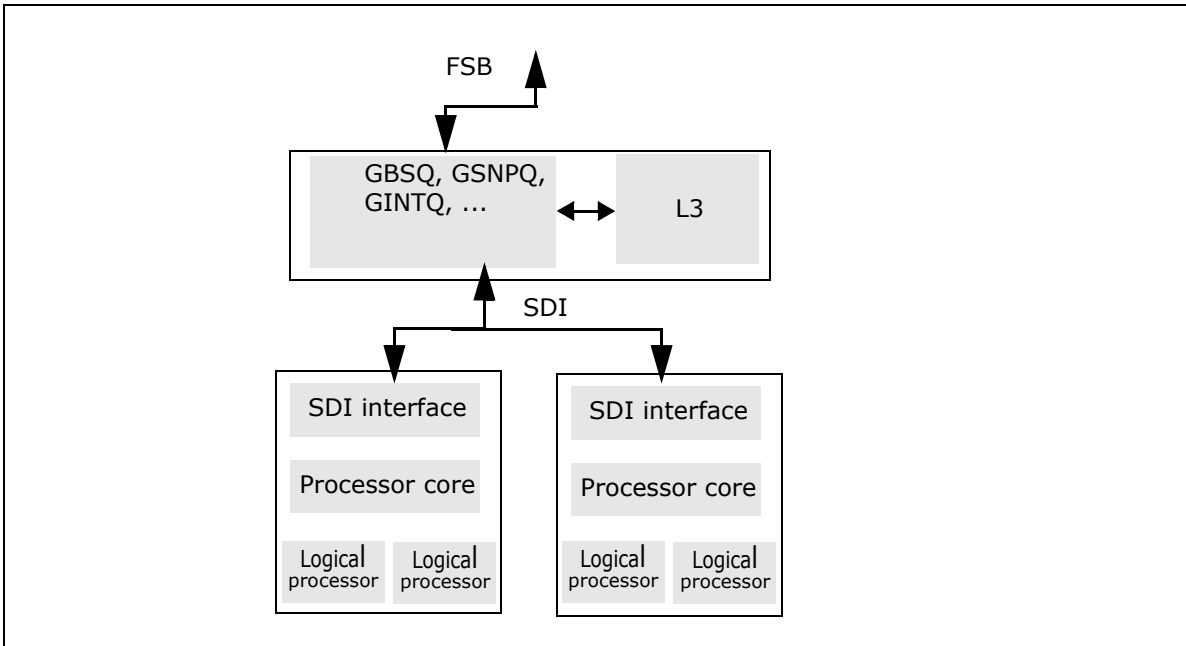 FSB
GBSQ, GSNPQ,
GINTQ, …
L3
SDI
SDI interface
Processor core
Logical
processor
Logical
processor
SDI interface
Processor core
Logical
processor
Logical
processor